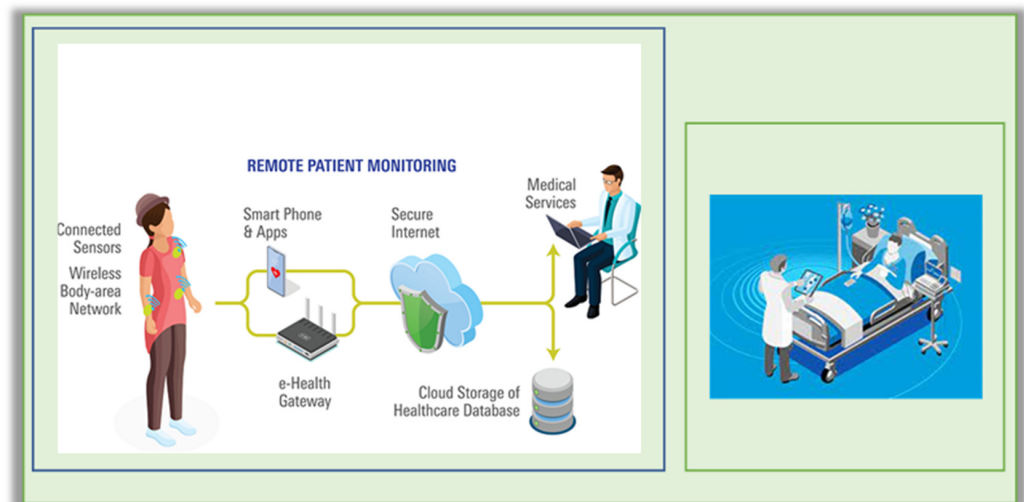 REMOTE PATIENT MONITORING
Connected
Sensors
Wireless
Body-area
Network
Smart Phone
& Apps
e-Health
Gateway
Secure
Internet
Medical
Services
Cloud Storage of
Healthcare Database